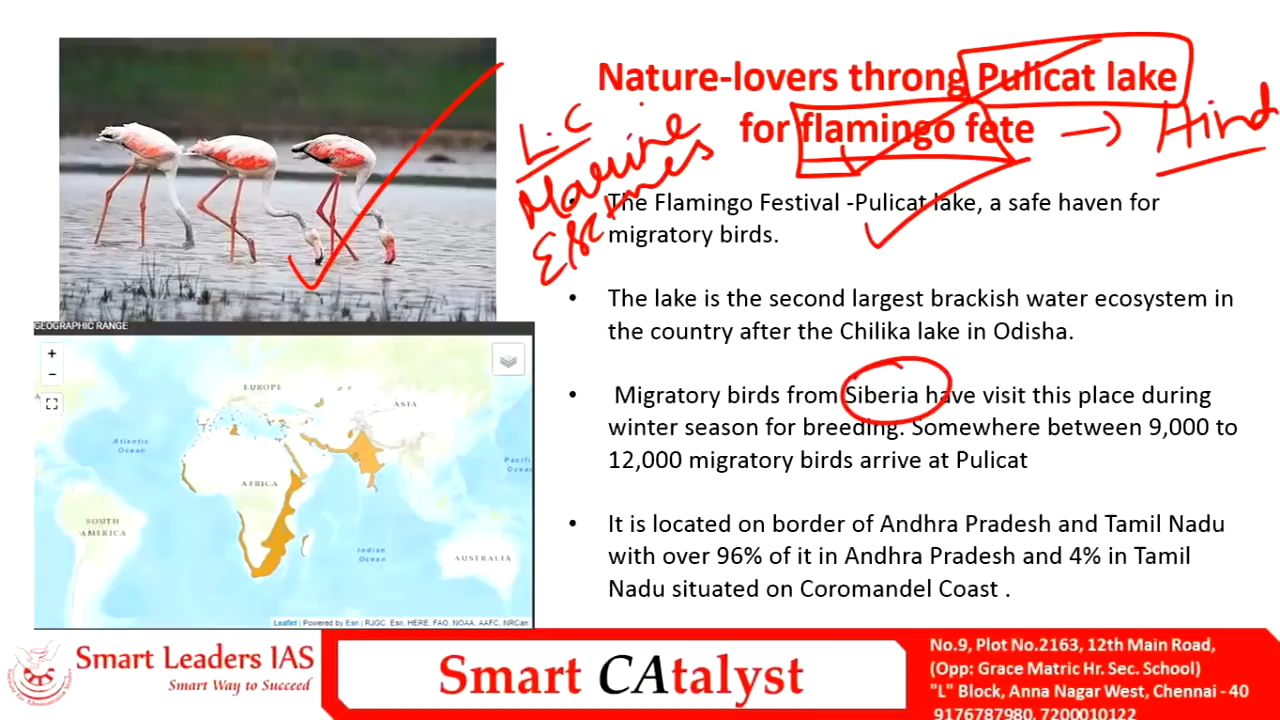 Nature-lovers throng Pulicat lake
for flamingo fete → Hind
L.C
Marine
• The Flamingo Festival -Pulicat lake, a safe haven for
migratory birds.
• The lake is the second largest brackish water ecosystem in
the country after the Chilika lake in Odisha.
• Migratory birds from Siberia have visit this place during
winter season for breeding. Somewhere between 9,000 to
12,000 migratory birds arrive at Pulicat
• It is located on border of Andhra Pradesh and Tamil Nadu
with over 96% of it in Andhra Pradesh and 4% in Tamil
Nadu situated on Coromandel Coast .
GEOGRAPHIC RANGE
+
−
EUROPE
ASIA
Atlantic
Ocean
Pacif
Ocean
AFRICA
SOUTH
AMERICA
Indian
Ocean
AUSTRALIA
Leaflet | Powered by Esri | RJGC, Esri, HERE, FAO, NOAA, AAFC, NRCan
Smart Leaders IAS
Smart Way to Succeed
Smart CAtalyst
No.9, Plot No.2163, 12th Main Road,
(Opp: Grace Matric Hr. Sec. School)
"L" Block, Anna Nagar West, Chennai - 40
9176787980, 7200010122